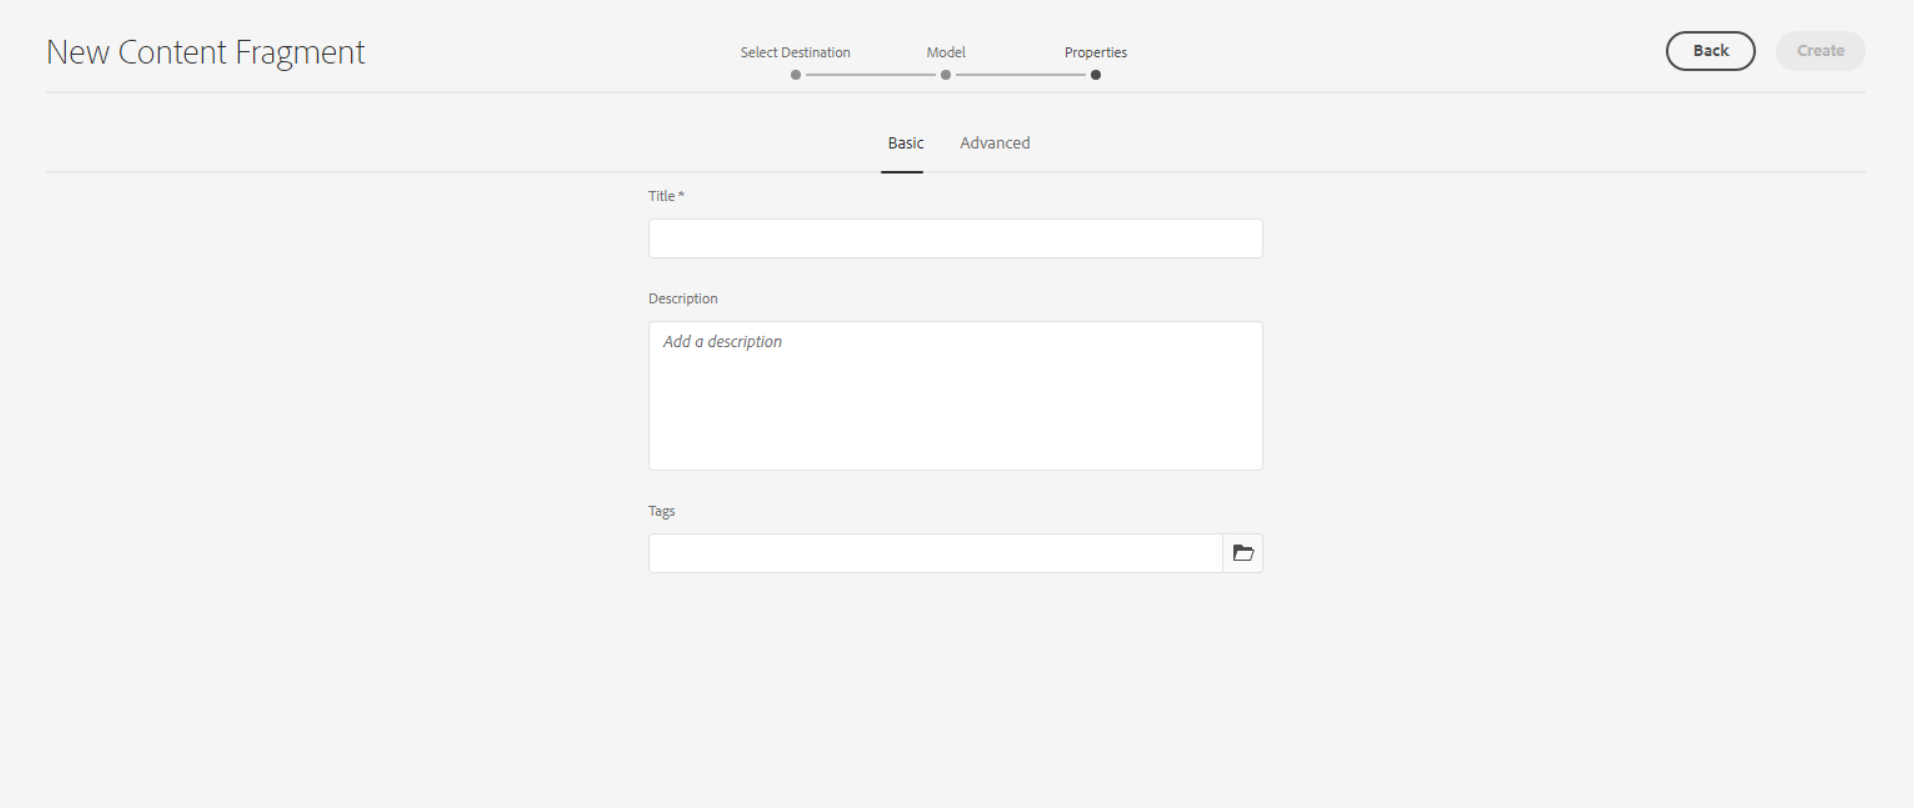 New Content Fragment
Select Destination
Model
Properties
Back
Create
Basic
Advanced
Title *
Description
Add a description
Tags